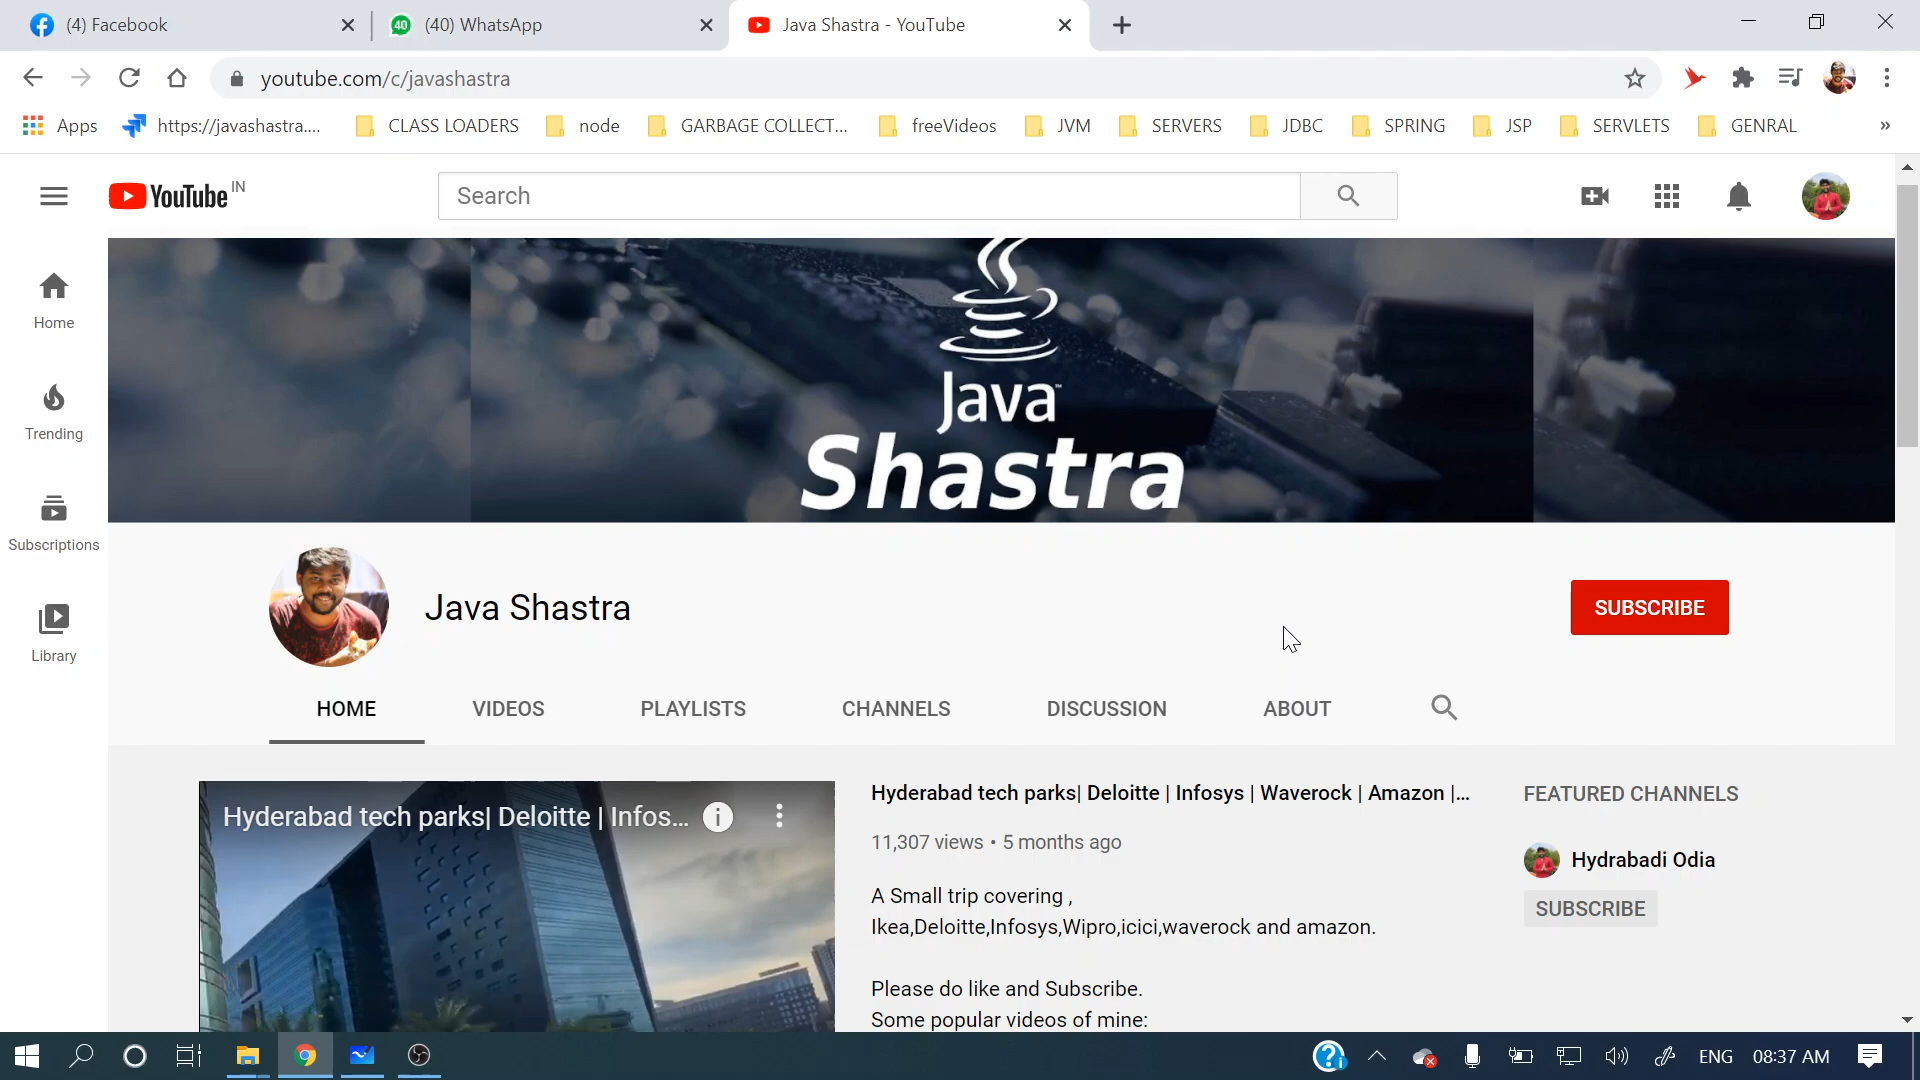 (4) Facebook
(40) WhatsApp
Java Shastra - YouTube
youtube.com/c/javashastra
Apps
https://javashastra....
CLASS LOADERS
node
GARBAGE COLLECT...
freeVideos
JVM
SERVERS
JDBC
SPRING
JSP
SERVLETS
GENRAL
»
YouTube IN
Search
Home
Trending
Subscriptions
Library
Java™
Shastra
Java Shastra
SUBSCRIBE
HOME
VIDEOS
PLAYLISTS
CHANNELS
DISCUSSION
ABOUT
Hyderabad tech parks| Deloitte | Infos...
Hyderabad tech parks| Deloitte | Infosys | Waverock | Amazon |...
11,307 views • 5 months ago
A Small trip covering ,
Ikea,Deloitte,Infosys,Wipro,icici,waverock and amazon.
Please do like and Subscribe.
Some popular videos of mine:
FEATURED CHANNELS
Hydrabadi Odia
SUBSCRIBE
ENG
08:37 AM